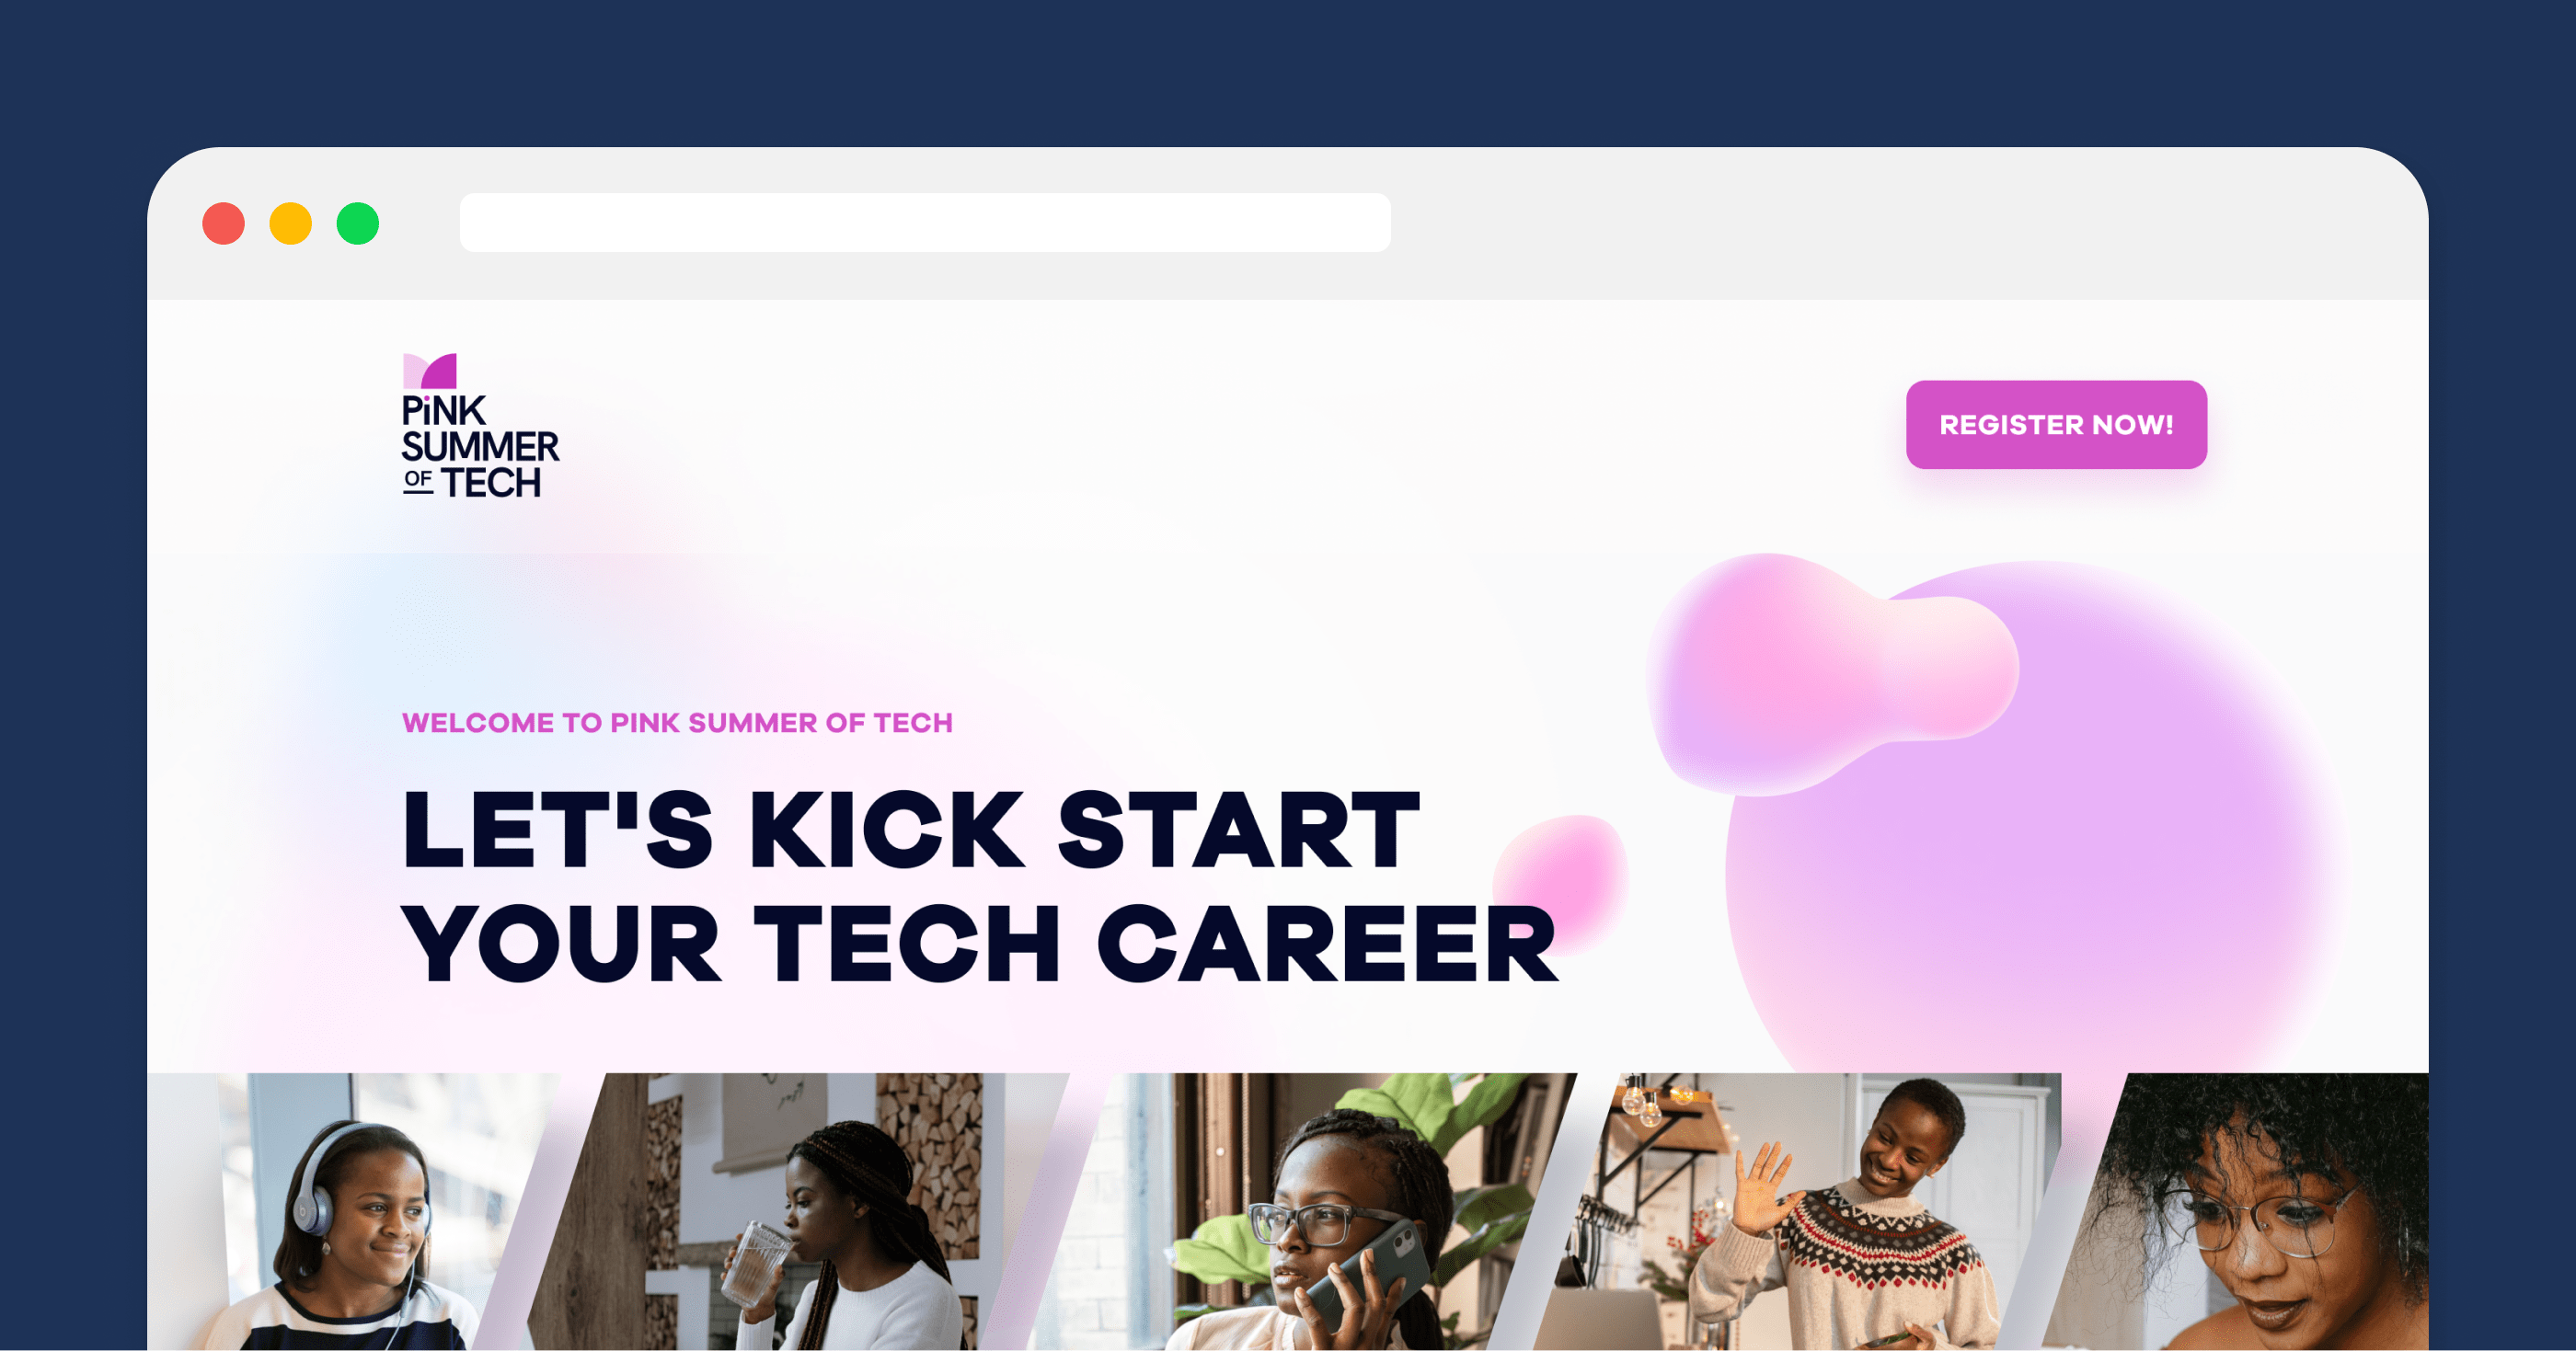 PiNK
SUMMER
OF TECH
REGISTER NOW!
WELCOME TO PINK SUMMER OF TECH
LET'S KICK START
YOUR TECH CAREER